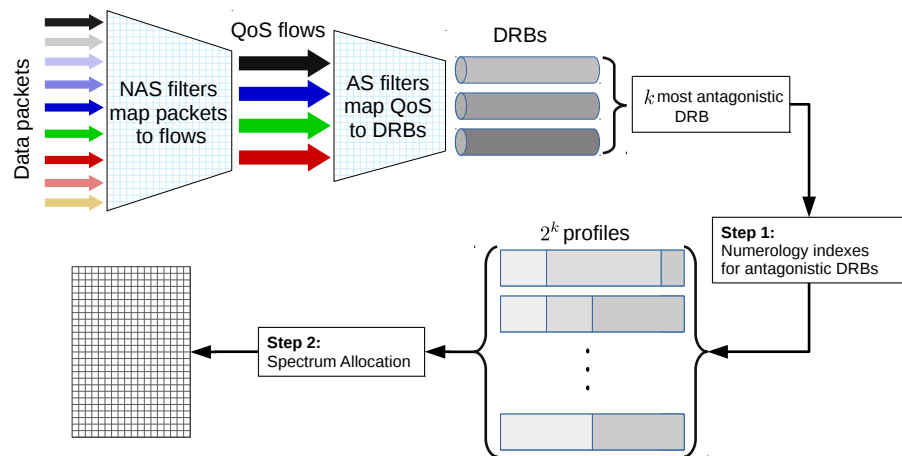 Data packets
NAS filters
map packets
to flows
QoS flows
AS filters
map QoS
to DRBs
DRBs
k most antagonistic
DRB
Step 1:
Numerology indexes
for antagonistic DRBs
2^k profiles
Step 2:
Spectrum Allocation